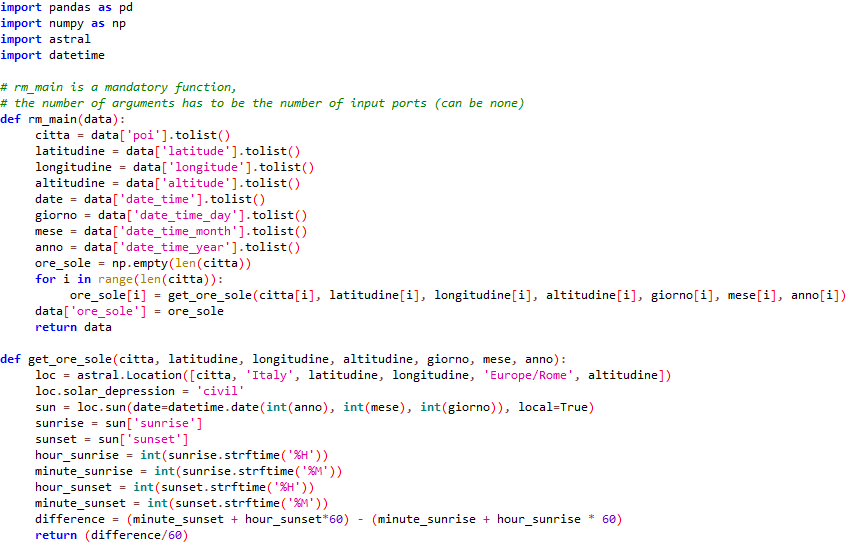 import pandas as pd
import numpy as np
import astral
import datetime

# rm_main is a mandatory function,
# the number of arguments has to be the number of input ports (can be none)
def rm_main(data):
     citta = data['poi'].tolist()
     latitudine = data['latitude'].tolist()
     longitudine = data['longitude'].tolist()
     altitudine = data['altitude'].tolist()
     date = data['date_time'].tolist()
     giorno = data['date_time_day'].tolist()
     mese = data['date_time_month'].tolist()
     anno = data['date_time_year'].tolist()
     ore_sole = np.empty(len(citta))
     for i in range(len(citta)):
          ore_sole[i] = get_ore_sole(citta[i], latitudine[i], longitudine[i], altitudine[i], giorno[i], mese[i], anno[i])
     data['ore_sole'] = ore_sole
     return data

def get_ore_sole(citta, latitudine, longitudine, altitudine, giorno, mese, anno):
     loc = astral.Location([citta, 'Italy', latitudine, longitudine, 'Europe/Rome', altitudine])
     loc.solar_depression = 'civil'
     sun = loc.sun(date=datetime.date(int(anno), int(mese), int(giorno)), local=True)
     sunrise = sun['sunrise']
     sunset = sun['sunset']
     hour_sunrise = int(sunrise.strftime('%H'))
     minute_sunrise = int(sunrise.strftime('%M'))
     hour_sunset = int(sunset.strftime('%H'))
     minute_sunset = int(sunset.strftime('%M'))
     difference = (minute_sunset + hour_sunset*60) - (minute_sunrise + hour_sunrise * 60)
     return (difference/60)